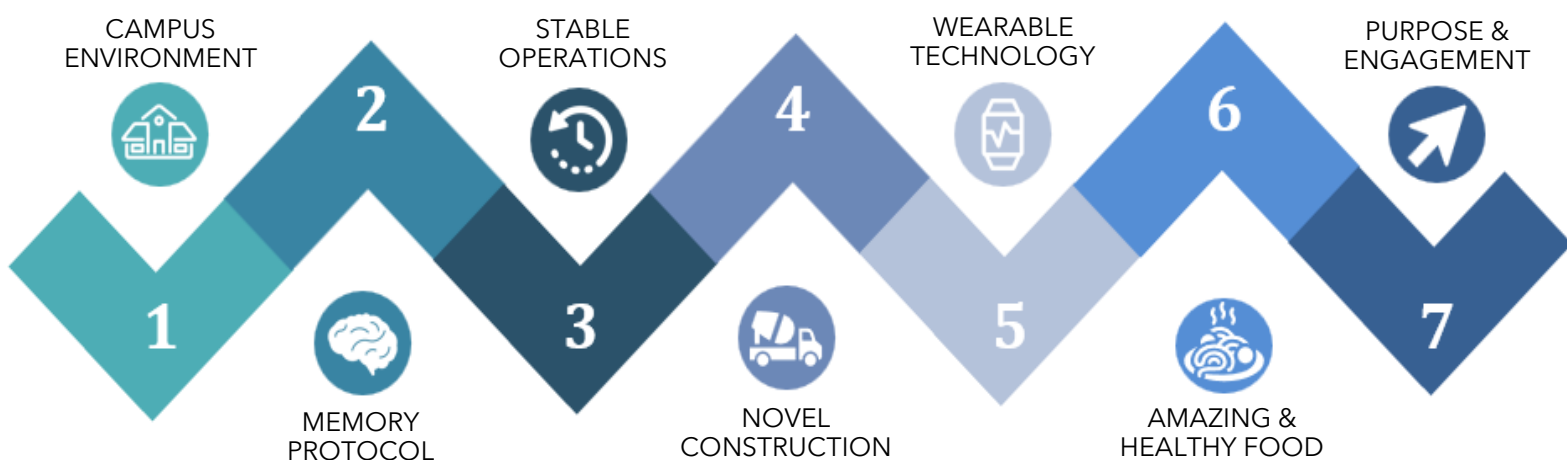 CAMPUS
ENVIRONMENT
1
2
MEMORY
PROTOCOL
STABLE
OPERATIONS
3
4
NOVEL
CONSTRUCTION
WEARABLE
TECHNOLOGY
5
6
AMAZING &
HEALTHY FOOD
PURPOSE &
ENGAGEMENT
7